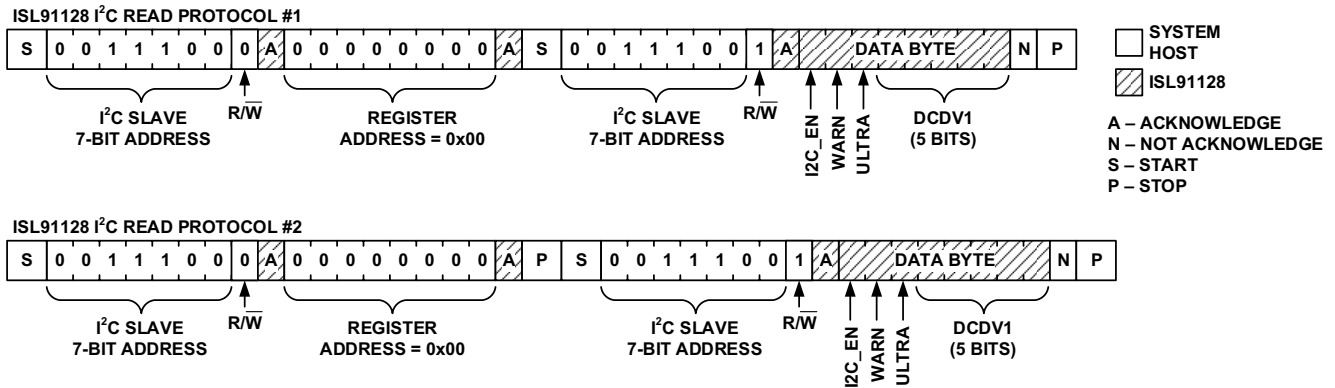 ISL91128 I²C READ PROTOCOL #1
S 0 0 1 1 1 0 0 0 A 0 0 0 0 0 0 0 0 A S 0 0 1 1 1 0 0 1 A DATA BYTE N P
I²C SLAVE
7-BIT ADDRESS
R/W̅
REGISTER
ADDRESS = 0x00
I²C SLAVE
7-BIT ADDRESS
R/W̅
I2C_EN
WARN
ULTRA
DCDV1
(5 BITS)
SYSTEM
HOST
ISL91128
A – ACKNOWLEDGE
N – NOT ACKNOWLEDGE
S – START
P – STOP
ISL91128 I²C READ PROTOCOL #2
S 0 0 1 1 1 0 0 0 A 0 0 0 0 0 0 0 0 A P S 0 0 1 1 1 0 0 1 A DATA BYTE N P
I²C SLAVE
7-BIT ADDRESS
R/W̅
REGISTER
ADDRESS = 0x00
I²C SLAVE
7-BIT ADDRESS
R/W̅
I2C_EN
WARN
ULTRA
DCDV1
(5 BITS)